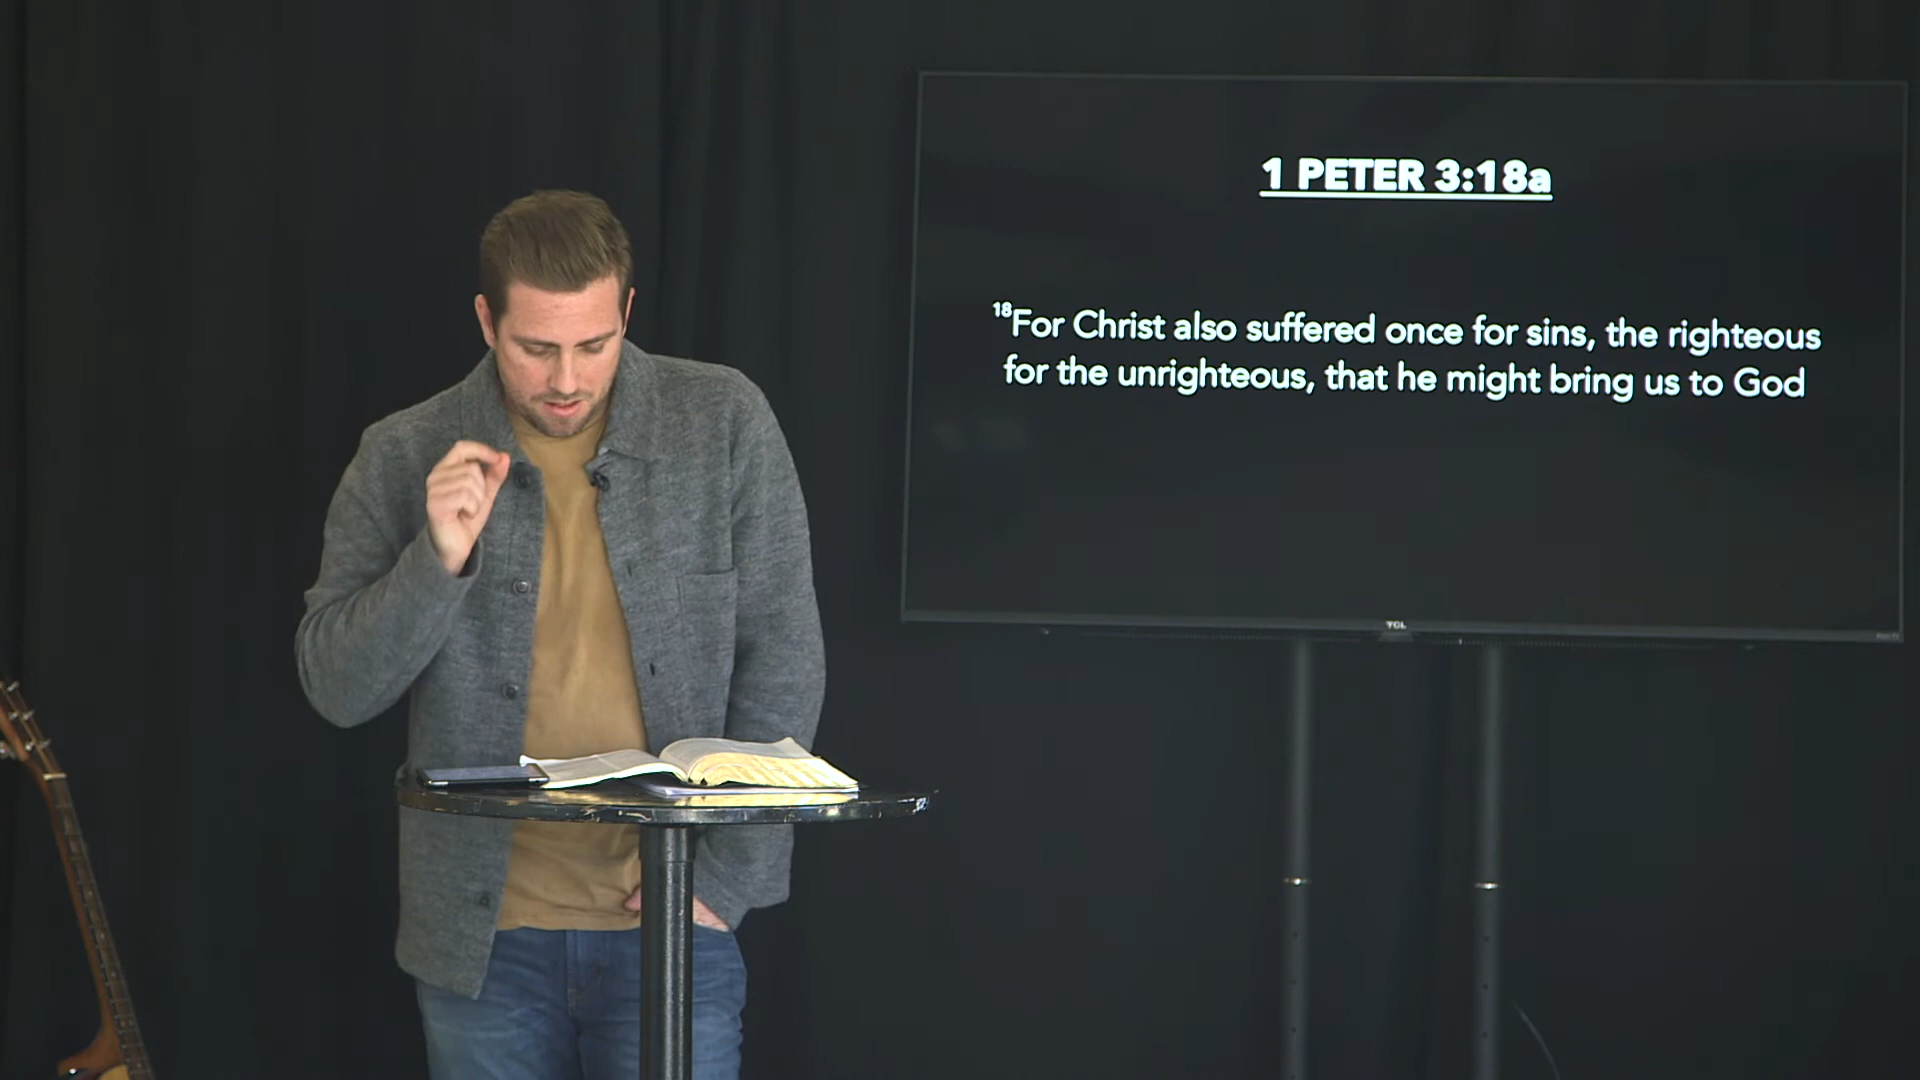 1 PETER 3:18a
18For Christ also suffered once for sins, the righteous
for the unrighteous, that he might bring us to God
TCL